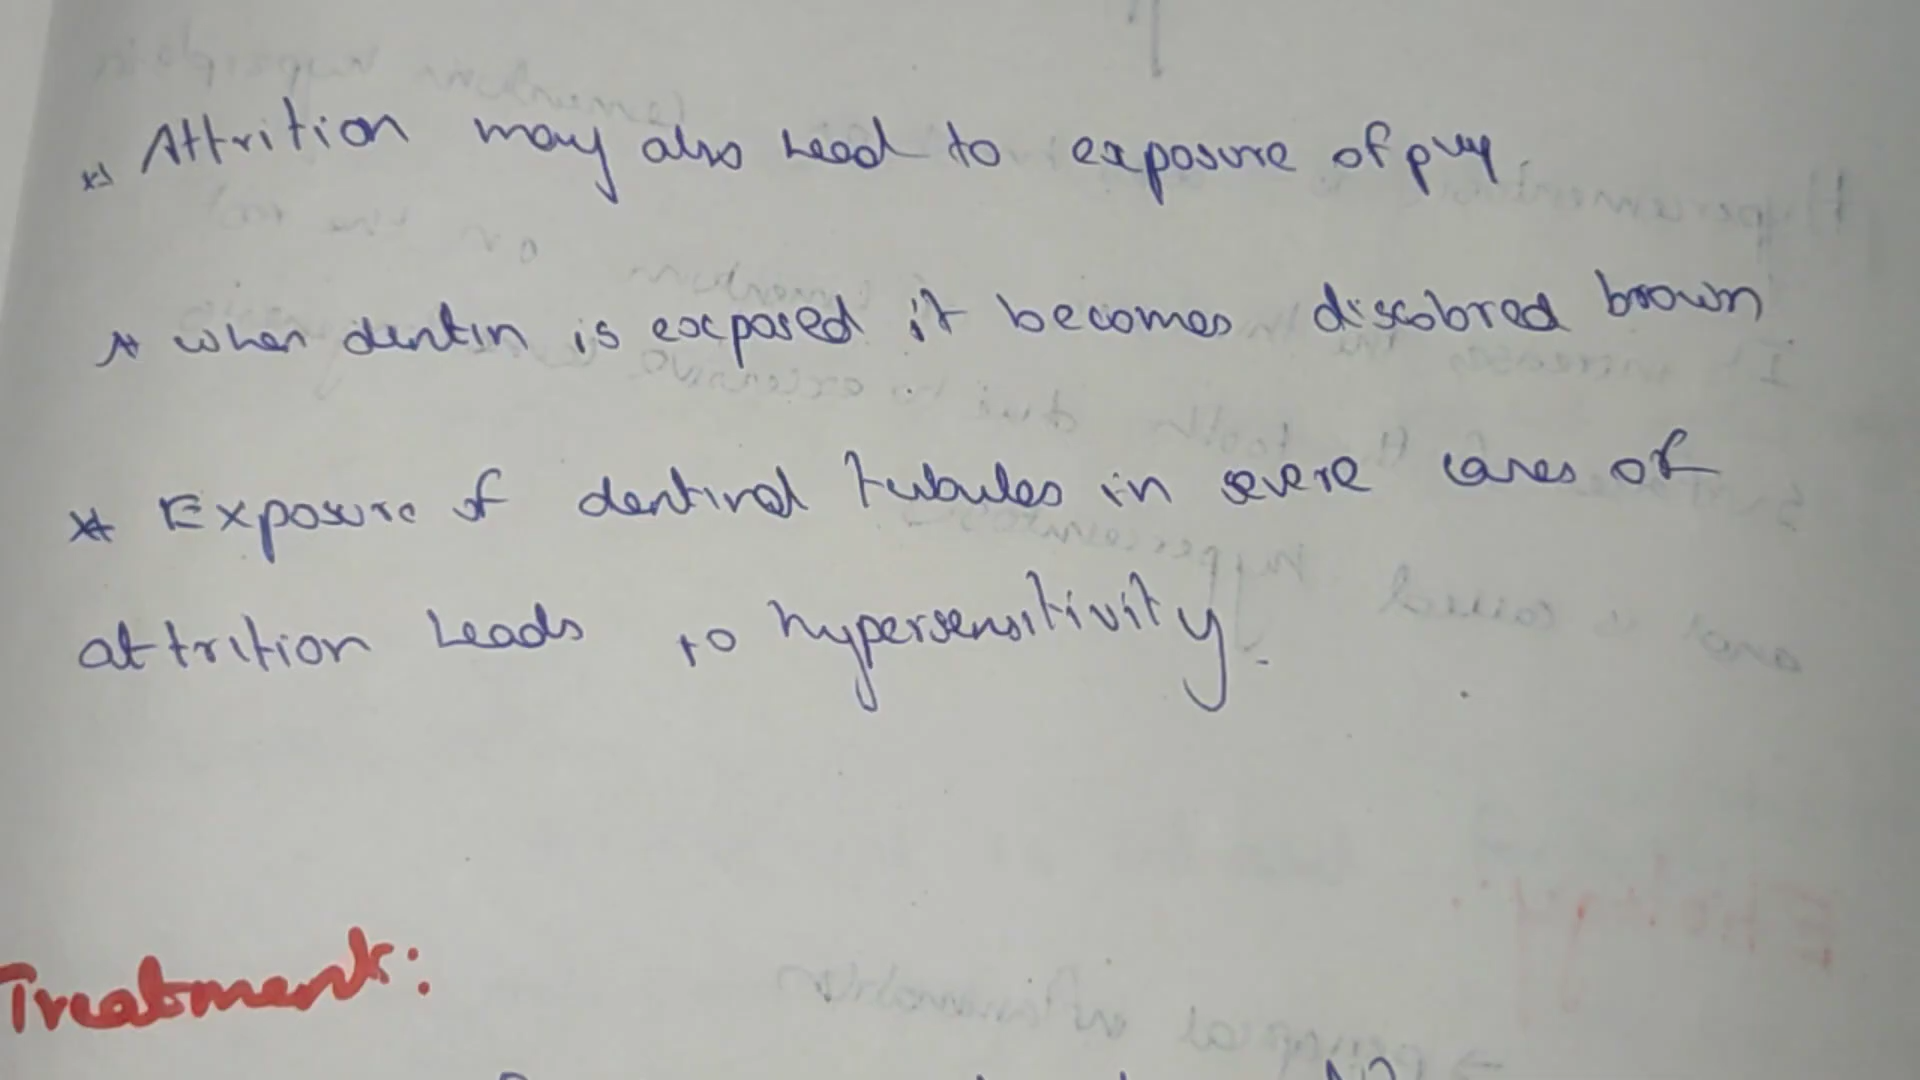 * Attrition may also lead to exposure of pulp.
* when dentin is exposed it becomes discolored brown
* Exposure of dentinal tubules in severe cases of
attrition leads to hypersensitivity.
Treatment: